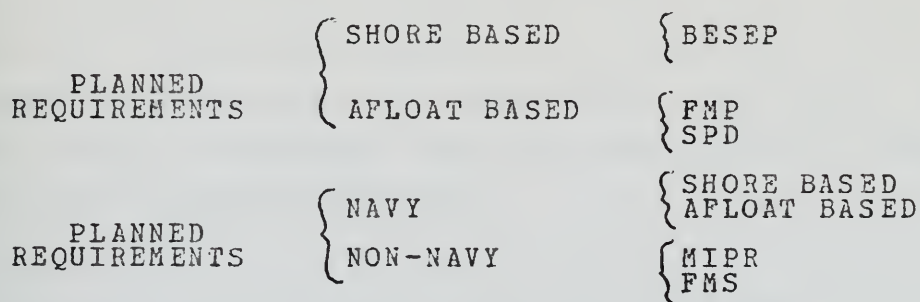 SHORE BASED BESEP
PLANNED
REQUIREMENTS
AFLOAT BASED FMP
SPD
NAVY SHORE BASED
AFLOAT BASED
PLANNED
REQUIREMENTS
NON-NAVY MIPR
FMS